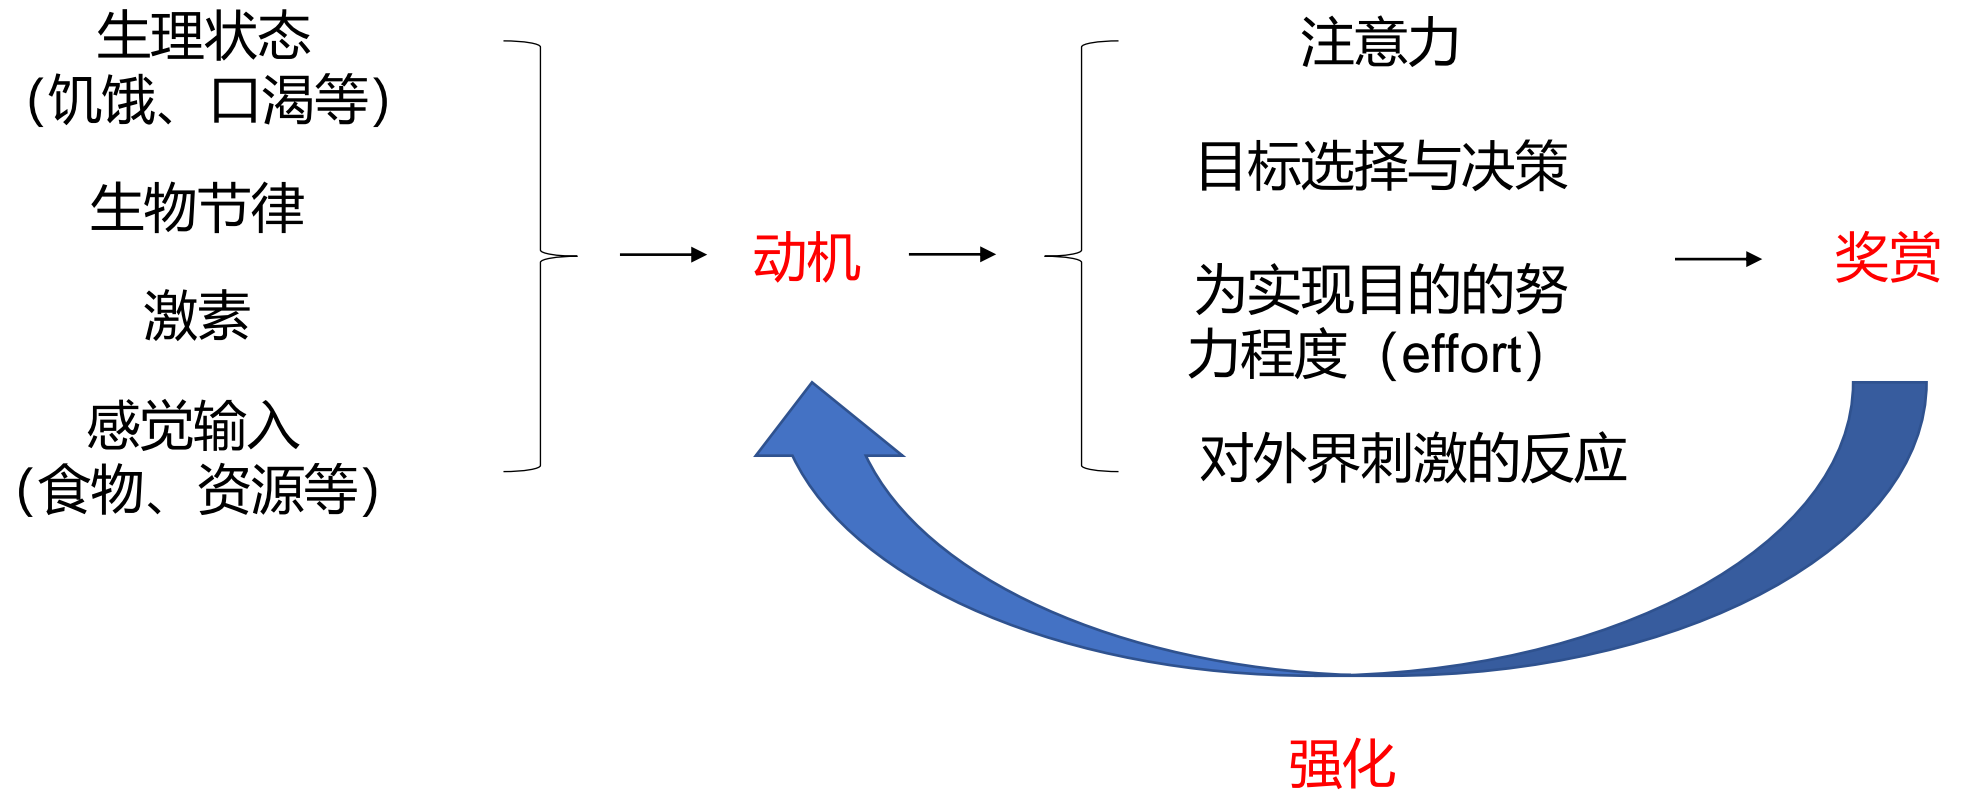 生理状态
（饥饿、口渴等）
生物节律
激素
感觉输入
（食物、资源等）
动机
注意力
目标选择与决策
为实现目的的努
力程度（effort）
对外界刺激的反应
奖赏
强化